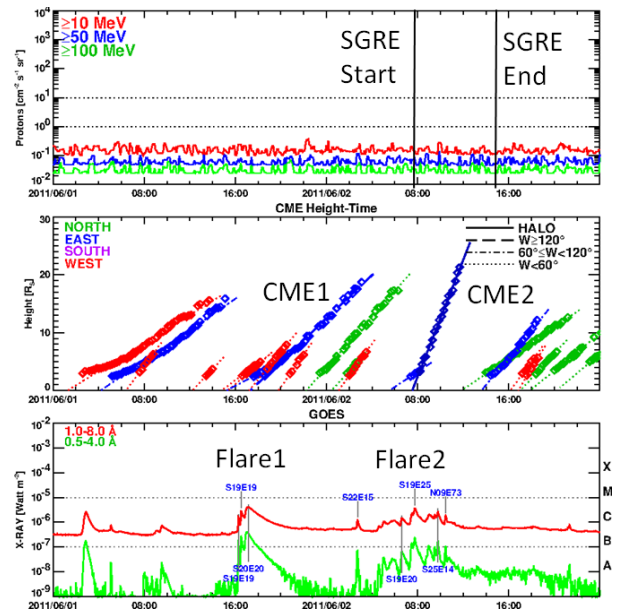 ≥10 MeV
≥50 MeV
≥100 MeV
SGRE Start
SGRE End
Protons [cm⁻² s⁻¹ sr⁻¹]
10⁴
10³
10²
10¹
10⁰
10⁻¹
10⁻²
2011/06/01 08:00 16:00 2011/06/02 08:00 16:00
CME Height-Time
NORTH
EAST
SOUTH
WEST
HALO
W≥120°
60°≤W<120°
W<60°
CME1
CME2
Height [Rₛ]
30
20
10
0
2011/06/01 08:00 16:00 2011/06/02 08:00 16:00
GOES
1.0-8.0 Å
0.5-4.0 Å
Flare1
Flare2
X-RAY [Watt m⁻²]
10⁻²
10⁻³
10⁻⁴
10⁻⁵
10⁻⁶
10⁻⁷
10⁻⁸
10⁻⁹
X
M
C
B
A
S19E19
S22E15
S19E25
N09E73
S20E20
S19E19
S19E20
S25E14
2011/06/01 08:00 16:00 2011/06/02 08:00 16:00